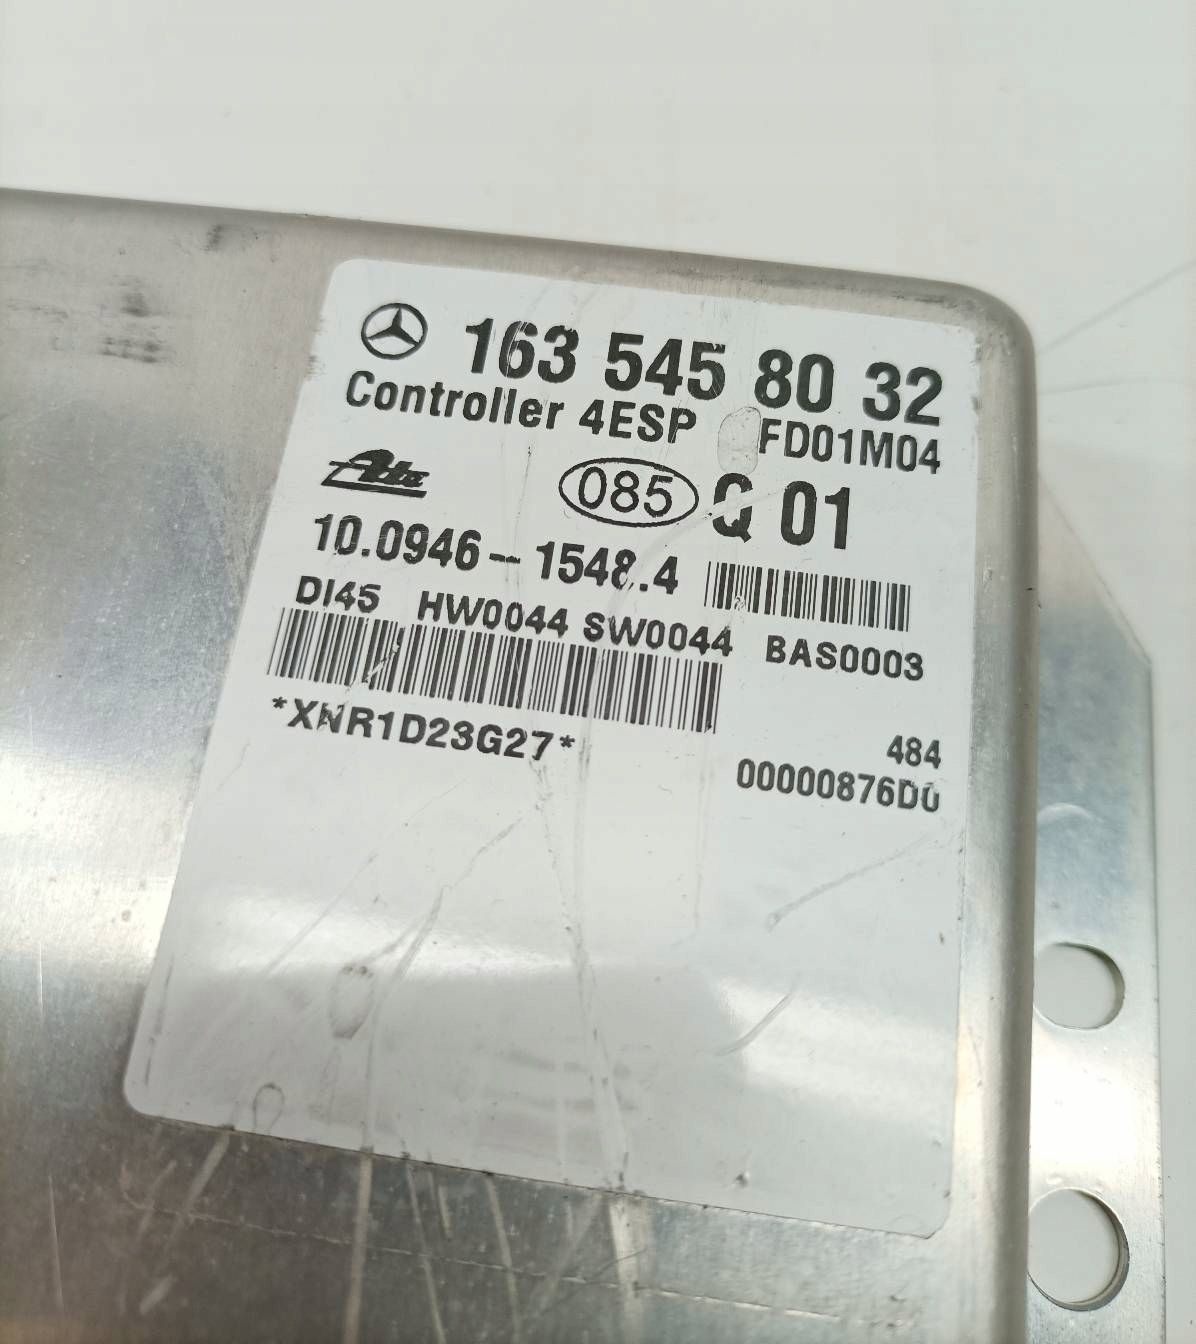 163 545 80 32
Controller 4ESP FD01M04
Ate 085 Q 01
10.0946-1548.4
DI45 HW0044 SW0044 BAS0003
*XNR1D23G27*
484
00000876D0